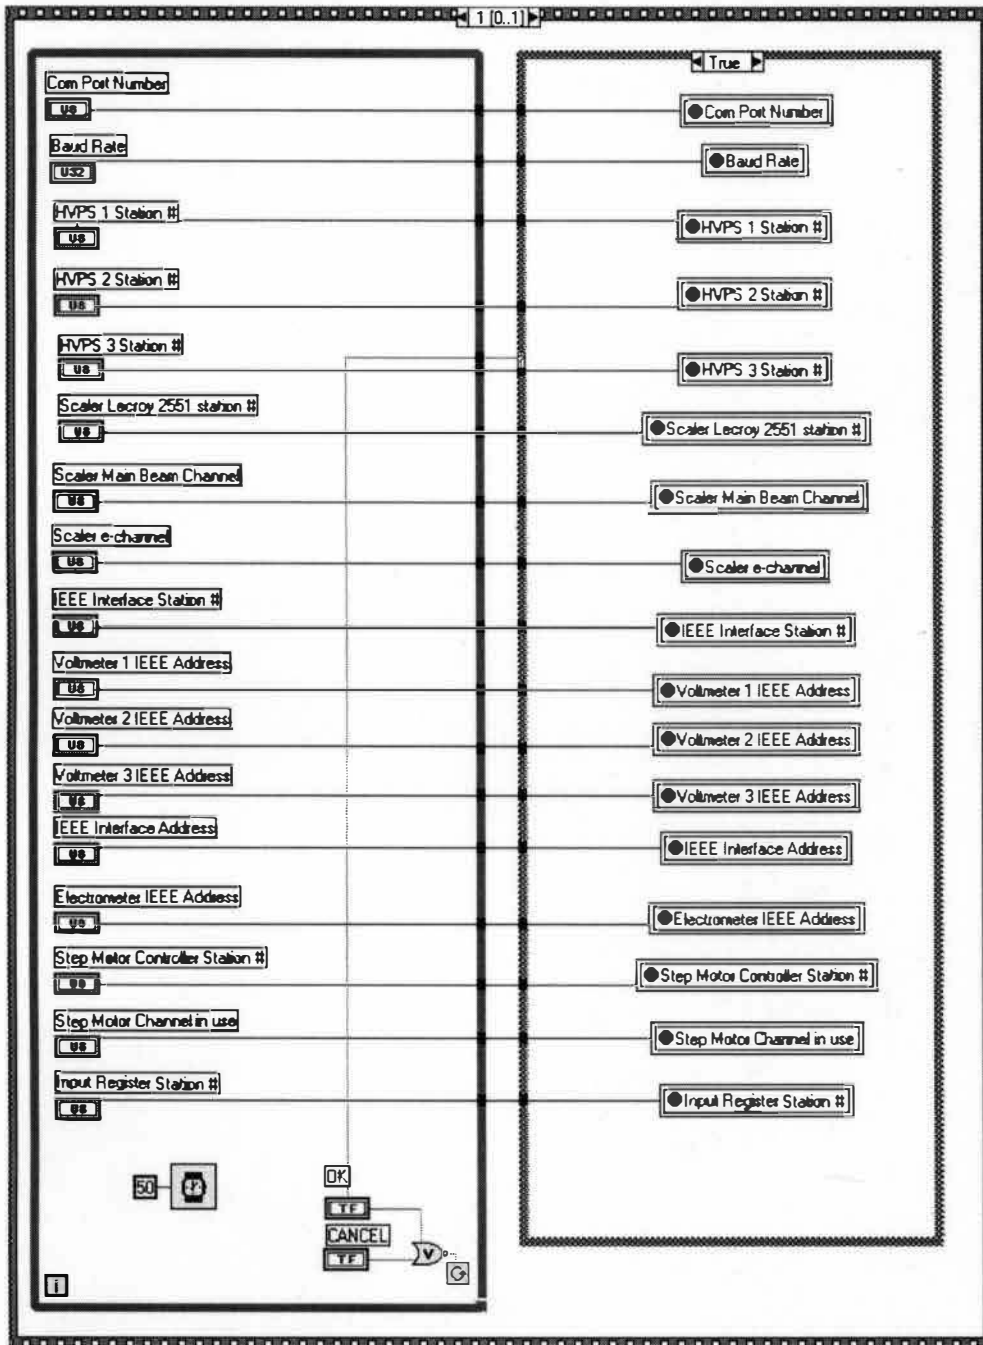 1 [0..1]
True
Com Port Number
U8
Com Port Number
Baud Rate
U32
Baud Rate
HVPS 1 Station #
U8
HVPS 1 Station #
HVPS 2 Station #
U8
HVPS 2 Station #
HVPS 3 Station #
U8
HVPS 3 Station #
Scaler Lecroy 2551 station #
U8
Scaler Lecroy 2551 station #
Scaler Main Beam Channel
U8
Scaler Main Beam Channel
Scaler e-channel
U8
Scaler e-channel
IEEE Interface Station #
U8
IEEE Interface Station #
Voltmeter 1 IEEE Address
U8
Voltmeter 1 IEEE Address
Voltmeter 2 IEEE Address
U8
Voltmeter 2 IEEE Address
Voltmeter 3 IEEE Address
U8
Voltmeter 3 IEEE Address
IEEE Interface Address
U8
IEEE Interface Address
Electrometer IEEE Address
U8
Electrometer IEEE Address
Step Motor Controller Station #
U8
Step Motor Controller Station #
Step Motor Channel in use
U8
Step Motor Channel in use
Input Register Station #
U8
Input Register Station #
50
OK
TF
CANCEL
TF
V
i